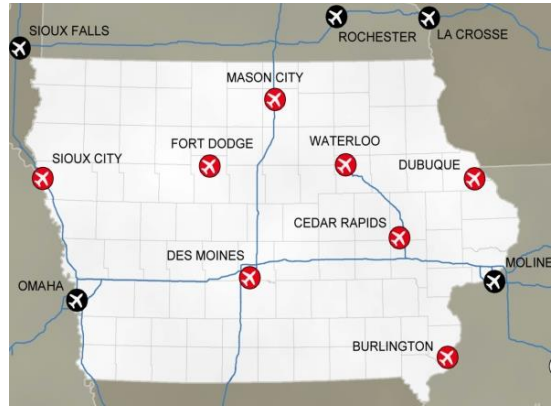 SIOUX FALLS
ROCHESTER
LA CROSSE
MASON CITY
FORT DODGE
WATERLOO
SIOUX CITY
DUBUQUE
CEDAR RAPIDS
DES MOINES
MOLINE
OMAHA
BURLINGTON